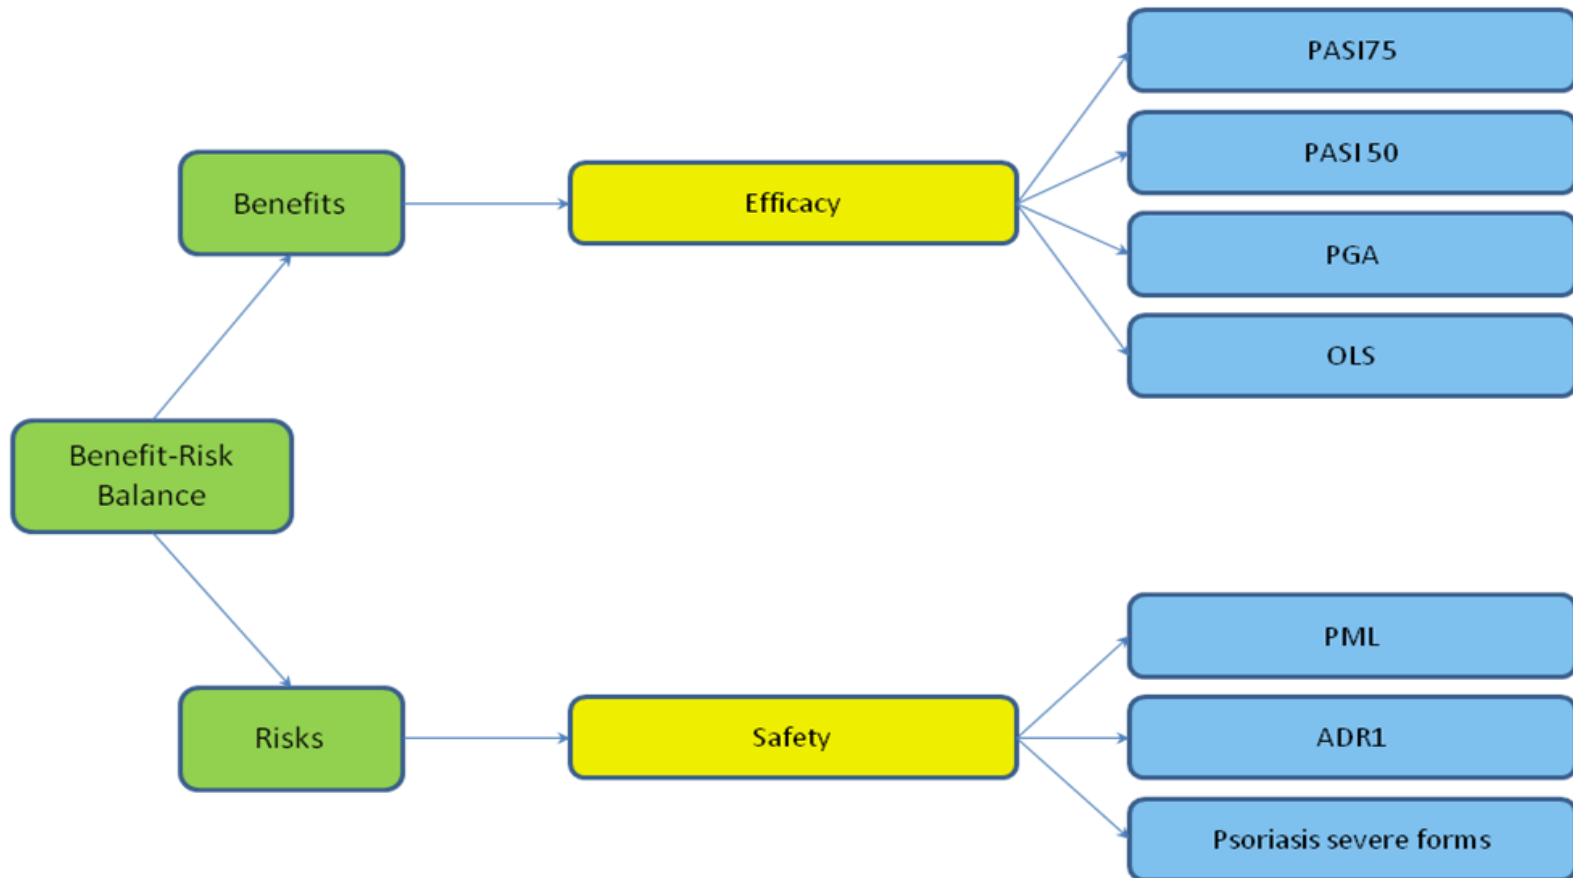 PASI75
PASI 50
Benefits
Efficacy
PGA
OLS
Benefit-Risk
Balance
PML
Risks
Safety
ADR1
Psoriasis severe forms